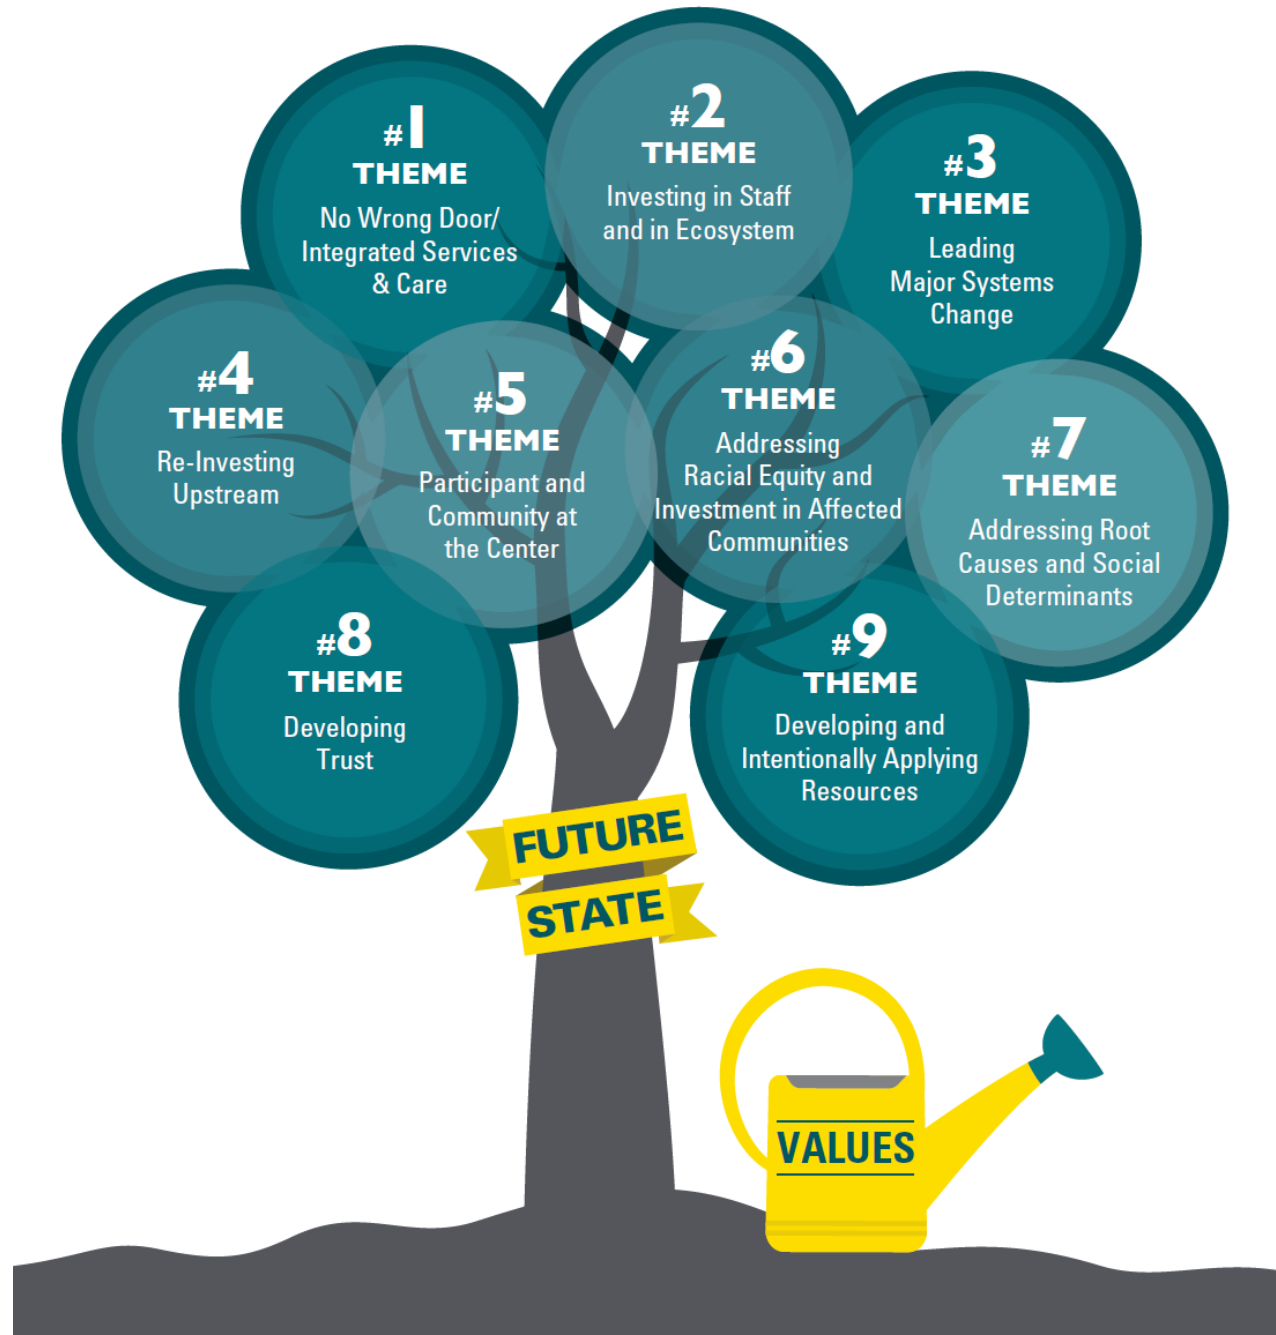 #1
THEME
No Wrong Door/
Integrated Services
& Care
#2
THEME
Investing in Staff
and in Ecosystem
#3
THEME
Leading
Major Systems
Change
#4
THEME
Re-Investing
Upstream
#5
THEME
Participant and
Community at
the Center
#6
THEME
Addressing
Racial Equity and
Investment in Affected
Communities
#7
THEME
Addressing Root
Causes and Social
Determinants
#8
THEME
Developing
Trust
#9
THEME
Developing and
Intentionally Applying
Resources
FUTURE
STATE
VALUES